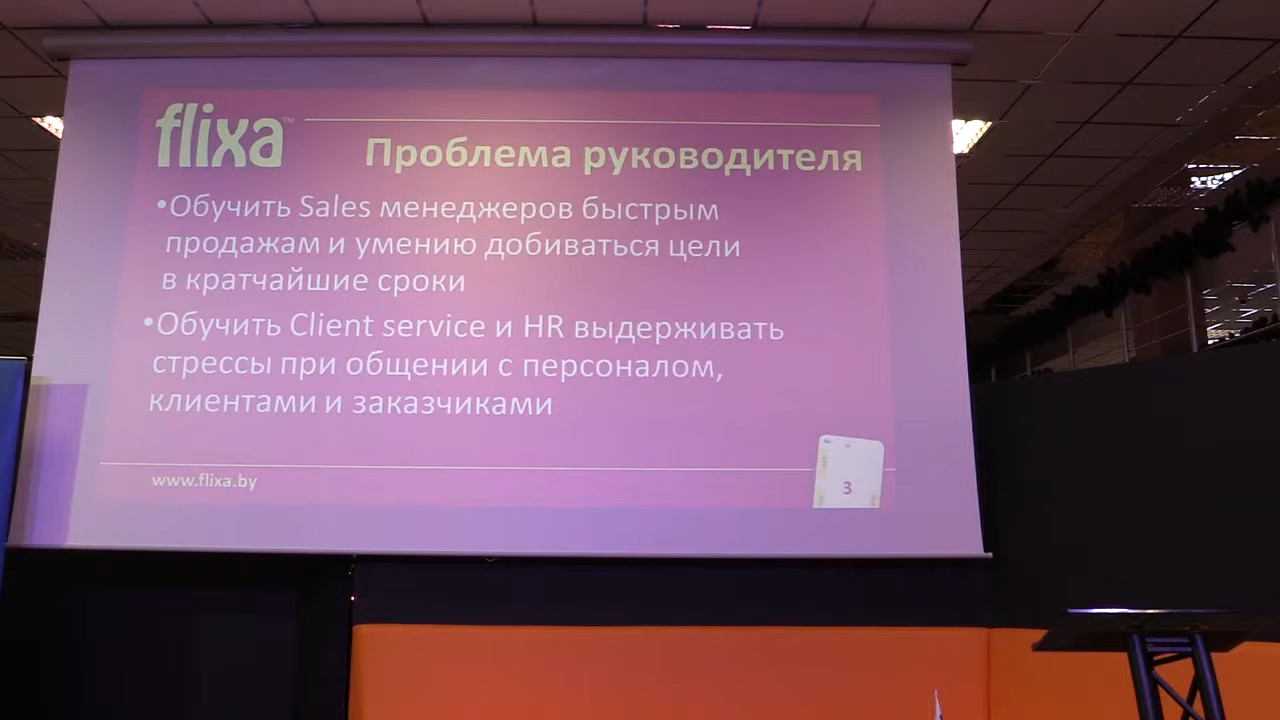 flixa™
Проблема руководителя
•Обучить Sales менеджеров быстрым
продажам и умению добиваться цели
в кратчайшие сроки
•Обучить Client service и HR выдерживать
стрессы при общении с персоналом,
клиентами и заказчиками
www.flixa.by
3